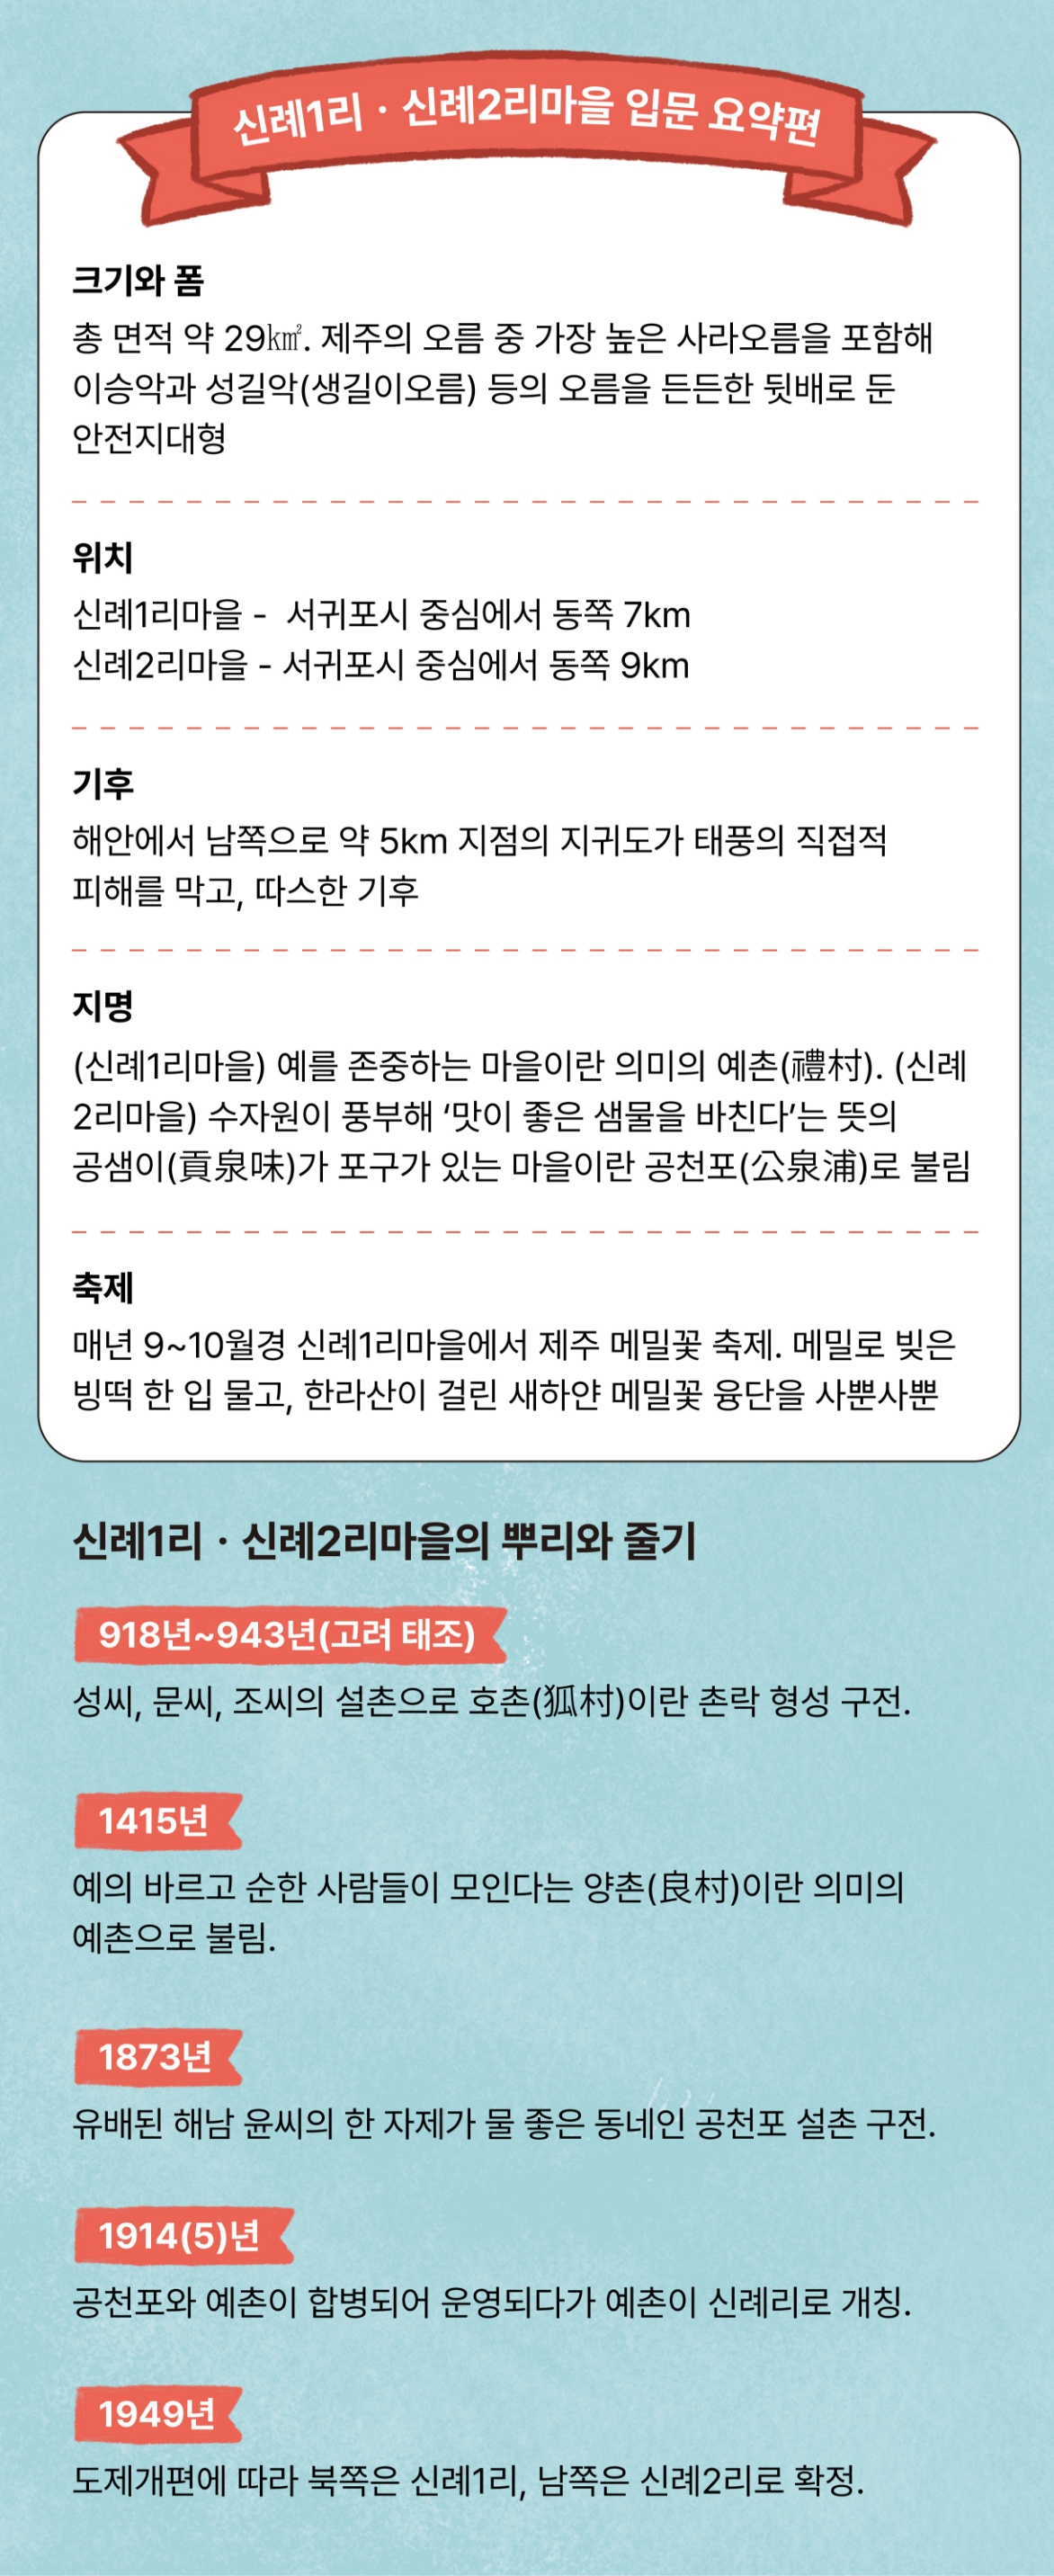 신례1리 · 신례2리마을 입문 요약편
크기와 폼
총 면적 약 29㎢. 제주의 오름 중 가장 높은 사라오름을 포함해
이승악과 성길악(생길이오름) 등의 오름을 든든한 뒷배로 둔
안전지대형
위치
신례1리마을 - 서귀포시 중심에서 동쪽 7km
신례2리마을 - 서귀포시 중심에서 동쪽 9km
기후
해안에서 남쪽으로 약 5km 지점의 지귀도가 태풍의 직접적
피해를 막고, 따스한 기후
지명
(신례1리마을) 예를 존중하는 마을이란 의미의 예촌(禮村). (신례
2리마을) 수자원이 풍부해 ‘맛이 좋은 샘물을 바친다’는 뜻의
공샘이(貢泉味)가 포구가 있는 마을이란 공천포(公泉浦)로 불림
축제
매년 9~10월경 신례1리마을에서 제주 메밀꽃 축제. 메밀로 빚은
빙떡 한 입 물고, 한라산이 걸린 새하얀 메밀꽃 융단을 사뿐사뿐
신례1리 · 신례2리마을의 뿌리와 줄기
918년~943년(고려 태조)
성씨, 문씨, 조씨의 설촌으로 호촌(狐村)이란 촌락 형성 구전.
1415년
예의 바르고 순한 사람들이 모인다는 양촌(良村)이란 의미의
예촌으로 불림.
1873년
유배된 해남 윤씨의 한 자제가 물 좋은 동네인 공천포 설촌 구전.
1914(5)년
공천포와 예촌이 합병되어 운영되다가 예촌이 신례리로 개칭.
1949년
도제개편에 따라 북쪽은 신례1리, 남쪽은 신례2리로 확정.